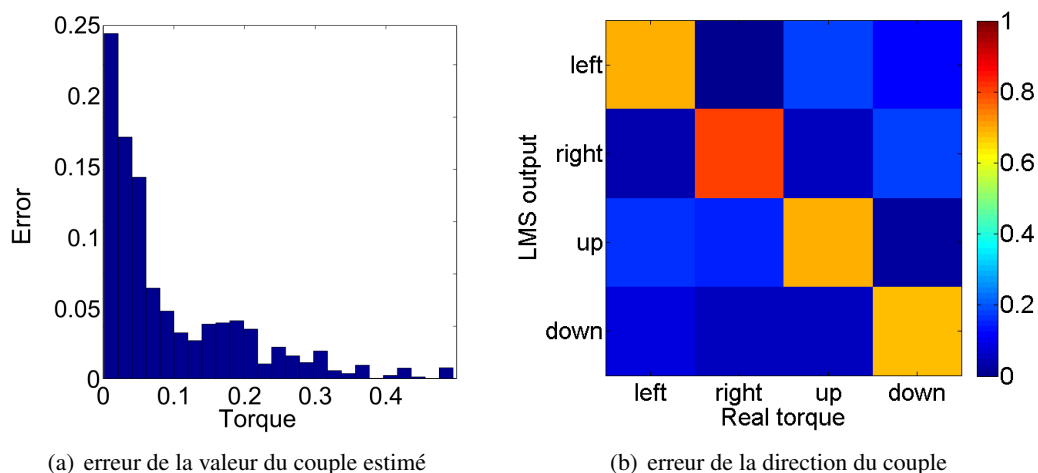 0.25
0.2
0.15
0.1
0.05
0
Error
0
0.1
0.2
0.3
0.4
Torque
(a) erreur de la valeur du couple estimé
LMS output
left
right
up
down
left
right
up
down
Real torque
1
0.8
0.6
0.4
0.2
0
(b) erreur de la direction du couple